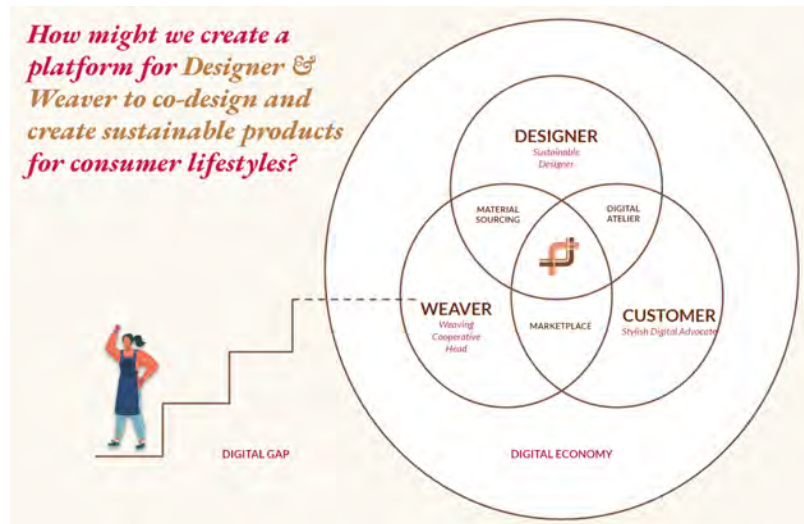 How might we create a
platform for Designer &
Weaver to co-design and
create sustainable products
for consumer lifestyles?
DESIGNER
Sustainable
Designer
MATERIAL
SOURCING
DIGITAL
ATELIER
WEAVER
Weaving
Cooperative
Head
MARKETPLACE
CUSTOMER
Stylish Digital Advocate
DIGITAL GAP
DIGITAL ECONOMY